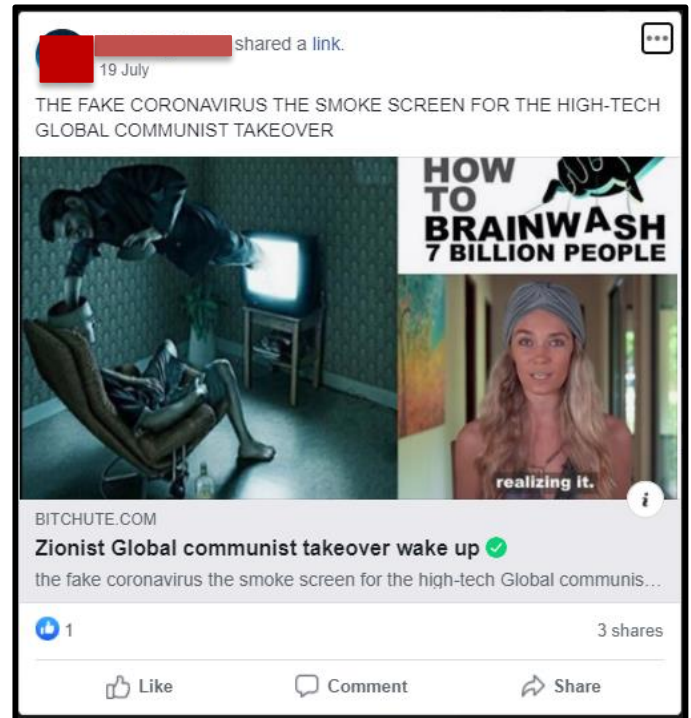 shared a link.
19 July
THE FAKE CORONAVIRUS THE SMOKE SCREEN FOR THE HIGH-TECH
GLOBAL COMMUNIST TAKEOVER
HOW
TO
BRAINWASH
7 BILLION PEOPLE
realizing it.
i
BITCHUTE.COM
Zionist Global communist takeover wake up
the fake coronavirus the smoke screen for the high-tech Global communis...
1
3 shares
Like
Comment
Share